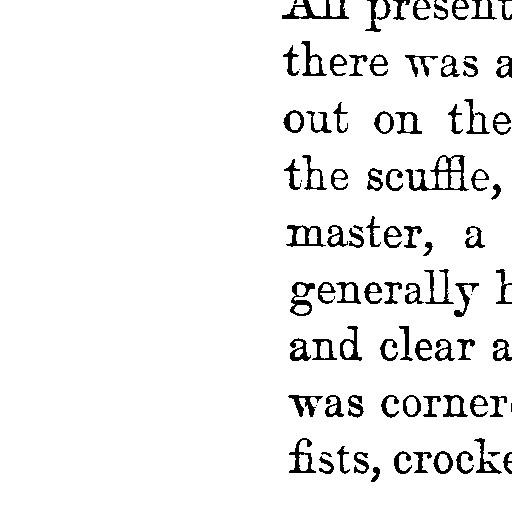 All present
there was a
out on the
the scuffle,
master, a
generally h
and clear a
was corner
fists, crocke